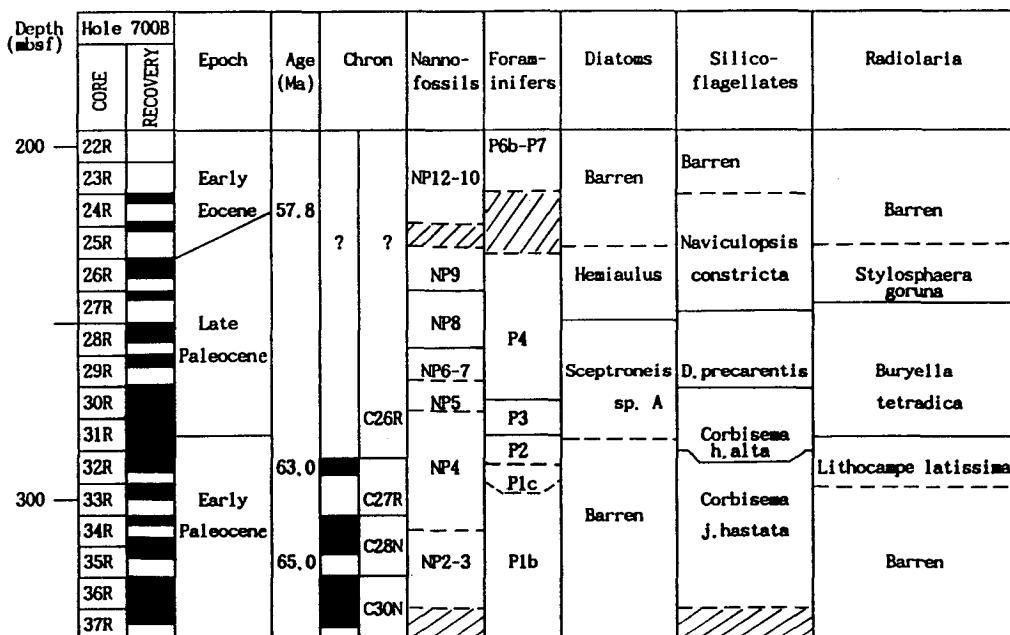 Depth
(mbsf)
Hole 700B
CORE
RECOVERY
Epoch
Age
(Ma)
Chron
Nanno-
fossils
Foram-
inifers
Diatoms
Silico-
flagellates
Radiolaria
200
300
22R
23R
24R
25R
26R
27R
28R
29R
30R
31R
32R
33R
34R
35R
36R
37R
Early
Eocene
Late
Paleocene
Early
Paleocene
57.8
63.0
65.0
?
?
C26R
C27R
C28N
C30N
NP12-10
NP9
NP8
NP6-7
NP5
NP4
NP2-3
P6b-P7
P4
P3
P2
P1c
P1b
Barren
Hemiaulus
Sceptroneis
sp. A
Barren
Barren
Naviculopsis
constricta
D. precarentis
Corbisema
h. alta
Corbisema
j. hastata
Barren
Stylosphaera
goruna
Buryella
tetradica
Lithocampe latissima
Barren